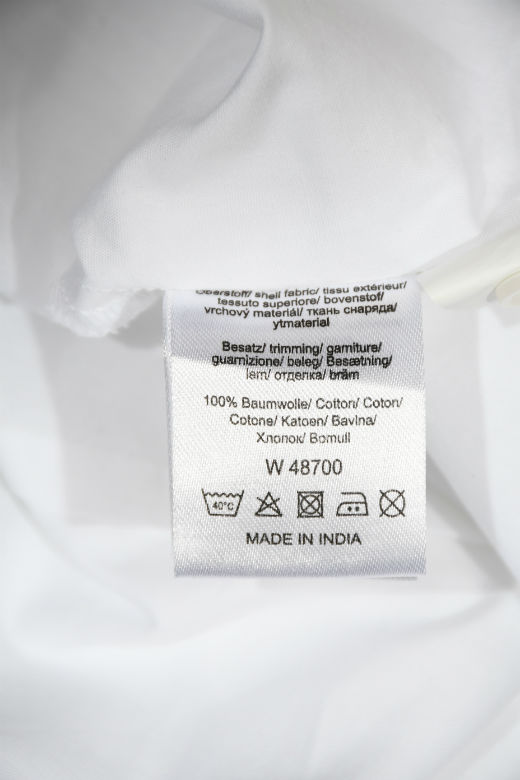 Oberstoff/ shell fabric/ tissu extérieur/
tessuto superiore/ bovenstof/
vrchový materiál/ ткань снаряда/
ytmaterial
Besatz/ trimming/ garniture/
guarnizione/ beleg/ Besætning/
lem/ отделка/ bräm
100% Baumwolle/ Cotton/ Coton/
Cotone/ Katoen/ Bavlna/
Хлопок/ Bomull
W 48700
40°C
MADE IN INDIA